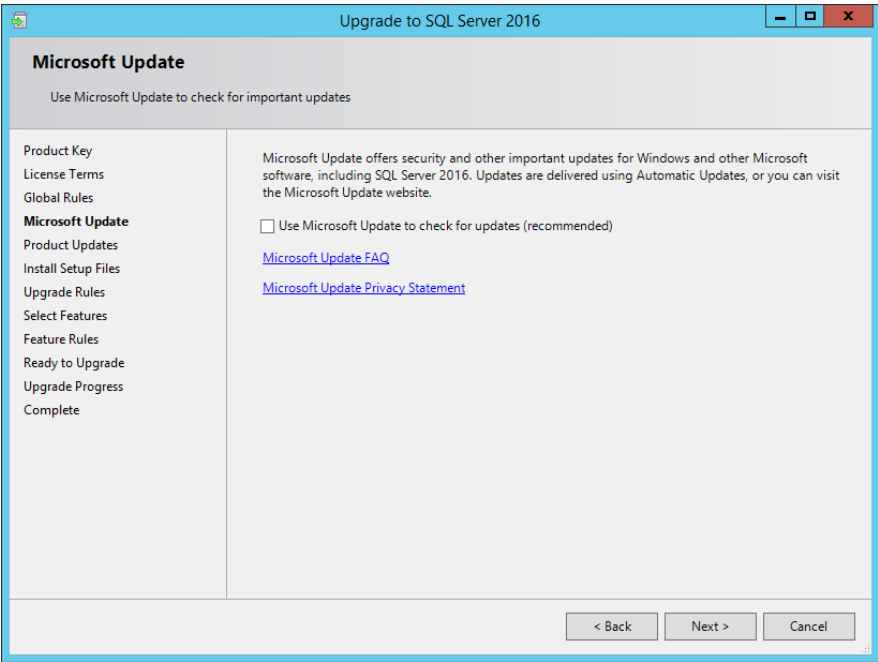 Upgrade to SQL Server 2016
Microsoft Update
Use Microsoft Update to check for important updates
Product Key
License Terms
Global Rules
Microsoft Update
Product Updates
Install Setup Files
Upgrade Rules
Select Features
Feature Rules
Ready to Upgrade
Upgrade Progress
Complete
Microsoft Update offers security and other important updates for Windows and other Microsoft
software, including SQL Server 2016. Updates are delivered using Automatic Updates, or you can visit
the Microsoft Update website.
Use Microsoft Update to check for updates (recommended)
Microsoft Update FAQ
Microsoft Update Privacy Statement
< Back
Next >
Cancel